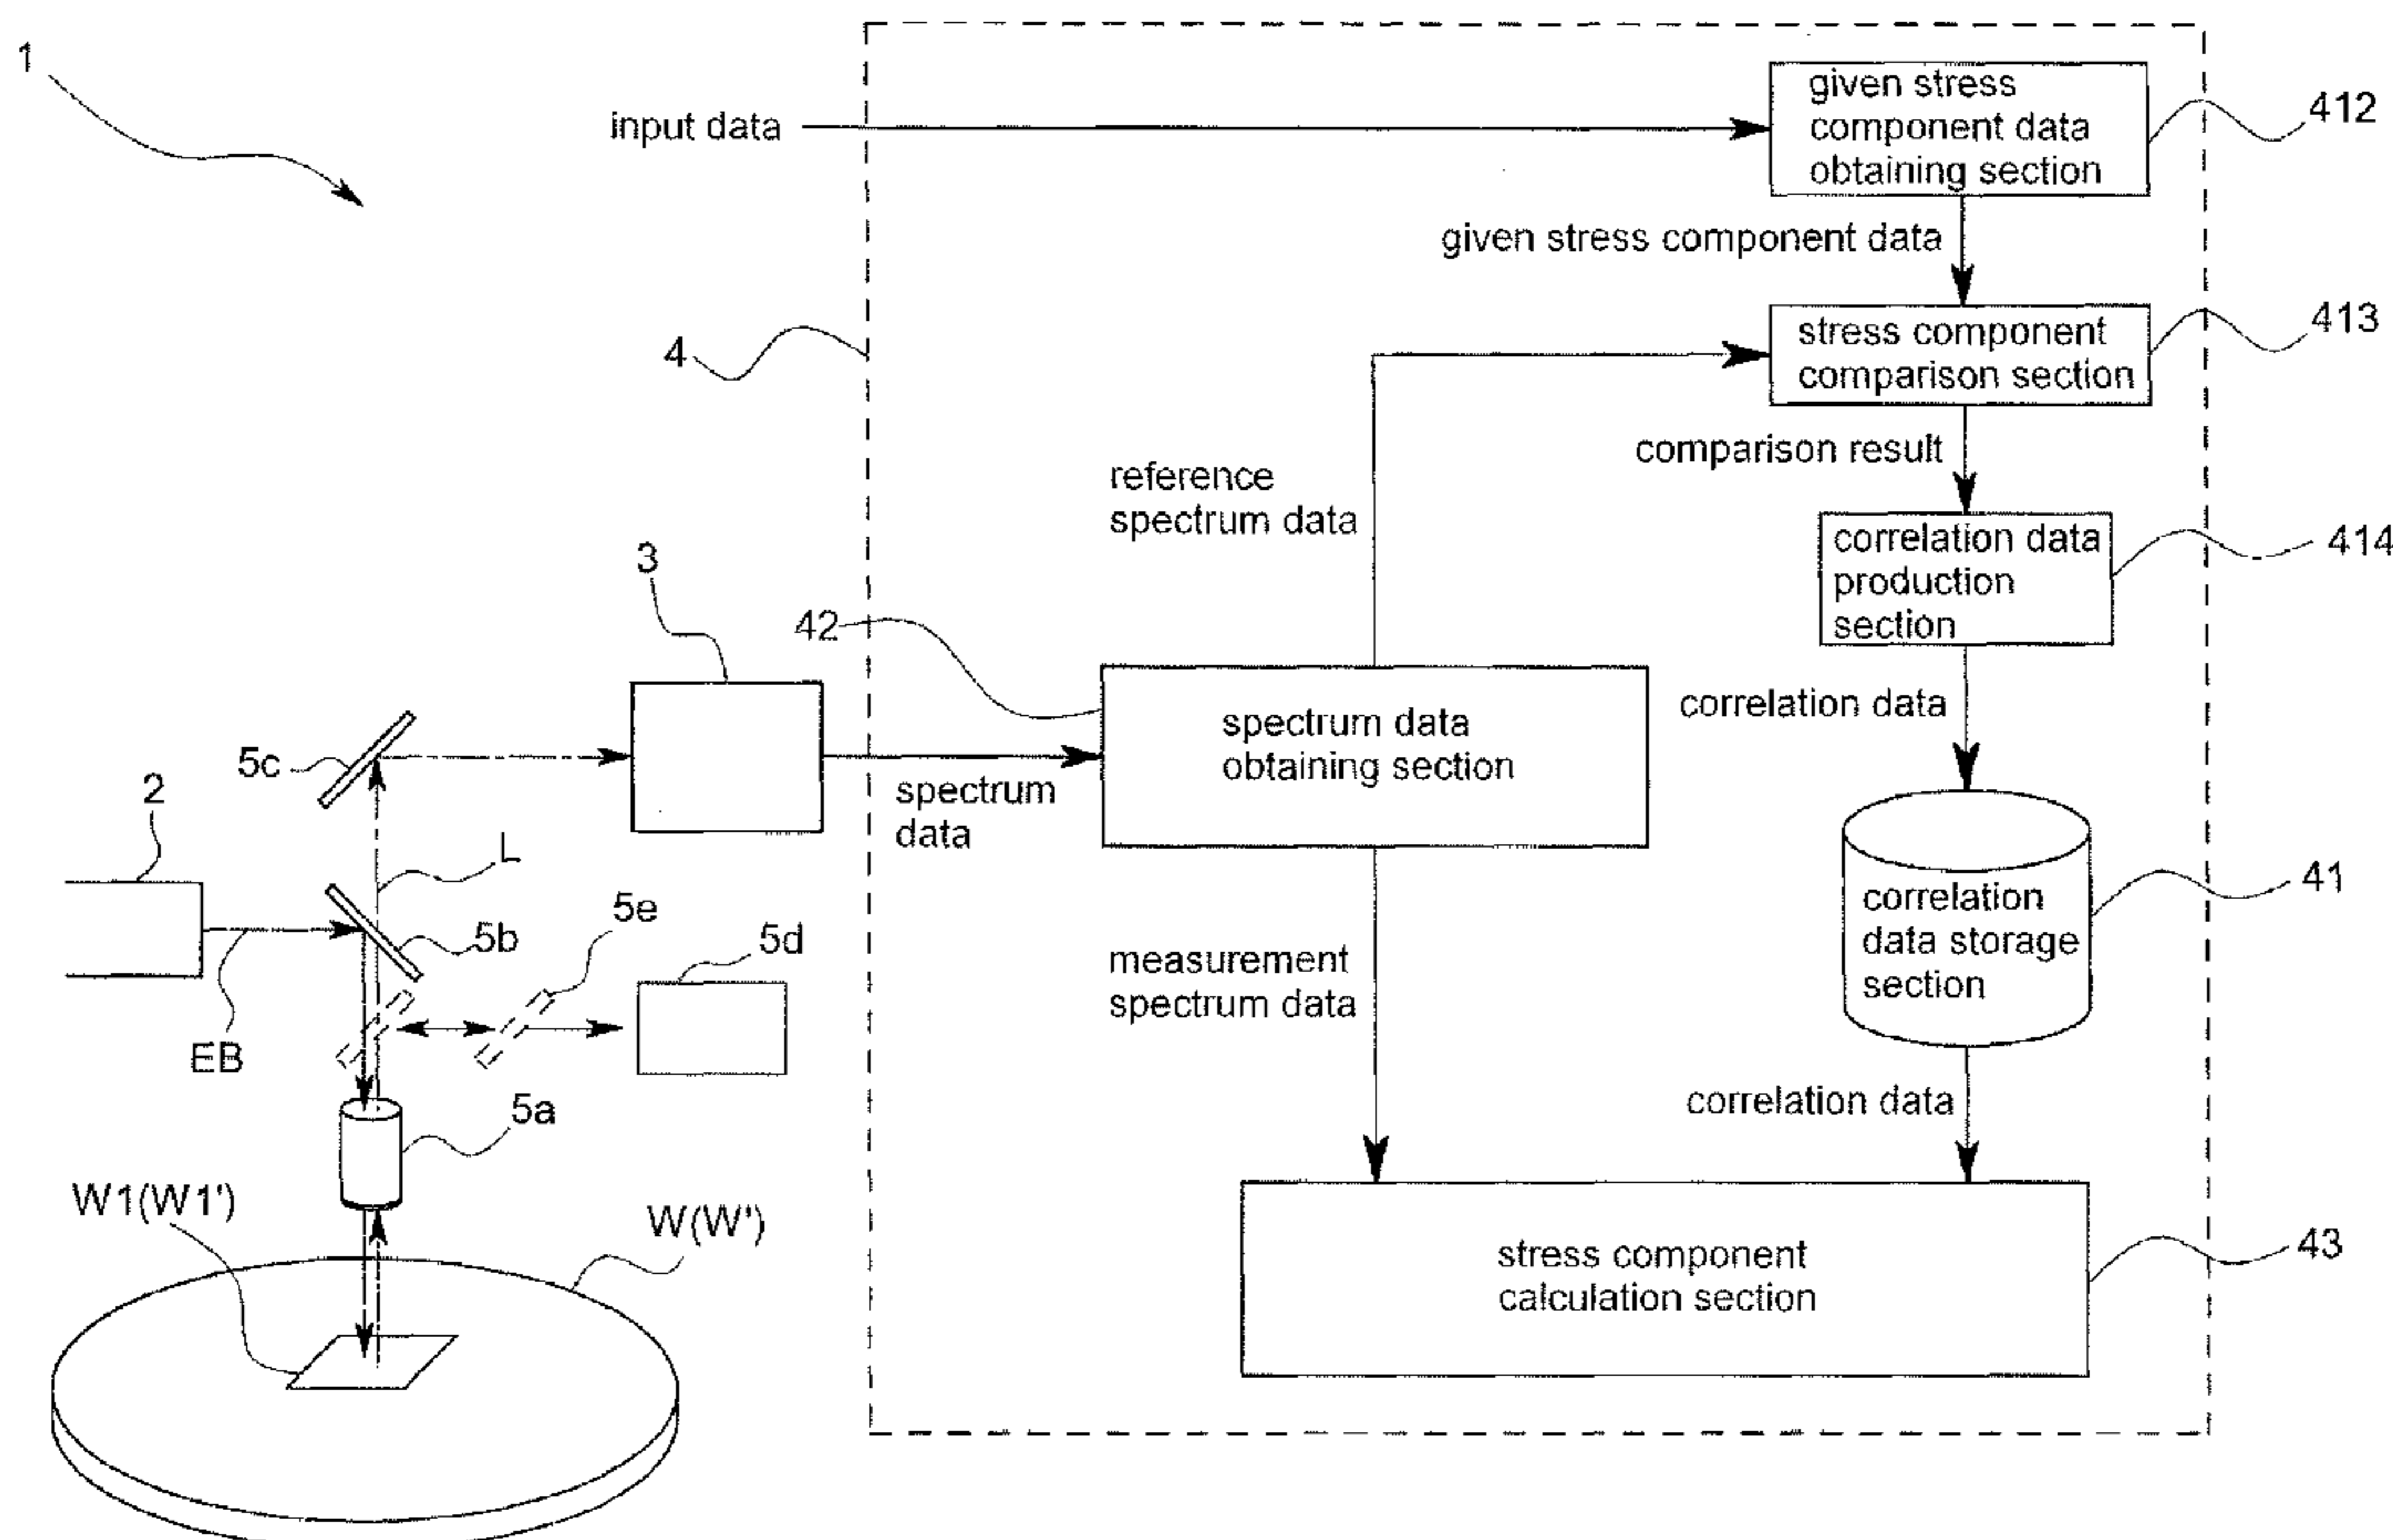 1
input data
given stress
component data
obtaining section
412
given stress component data
4
stress component
comparison section
413
comparison result
reference
spectrum data
correlation data
production
section
414
3
42
spectrum data
obtaining section
correlation data
5c
spectrum
data
2
L
5b
5e
5d
EB
measurement
spectrum data
correlation
data storage
section
41
5a
correlation data
W1(W1')
W(W')
stress component
calculation section
43